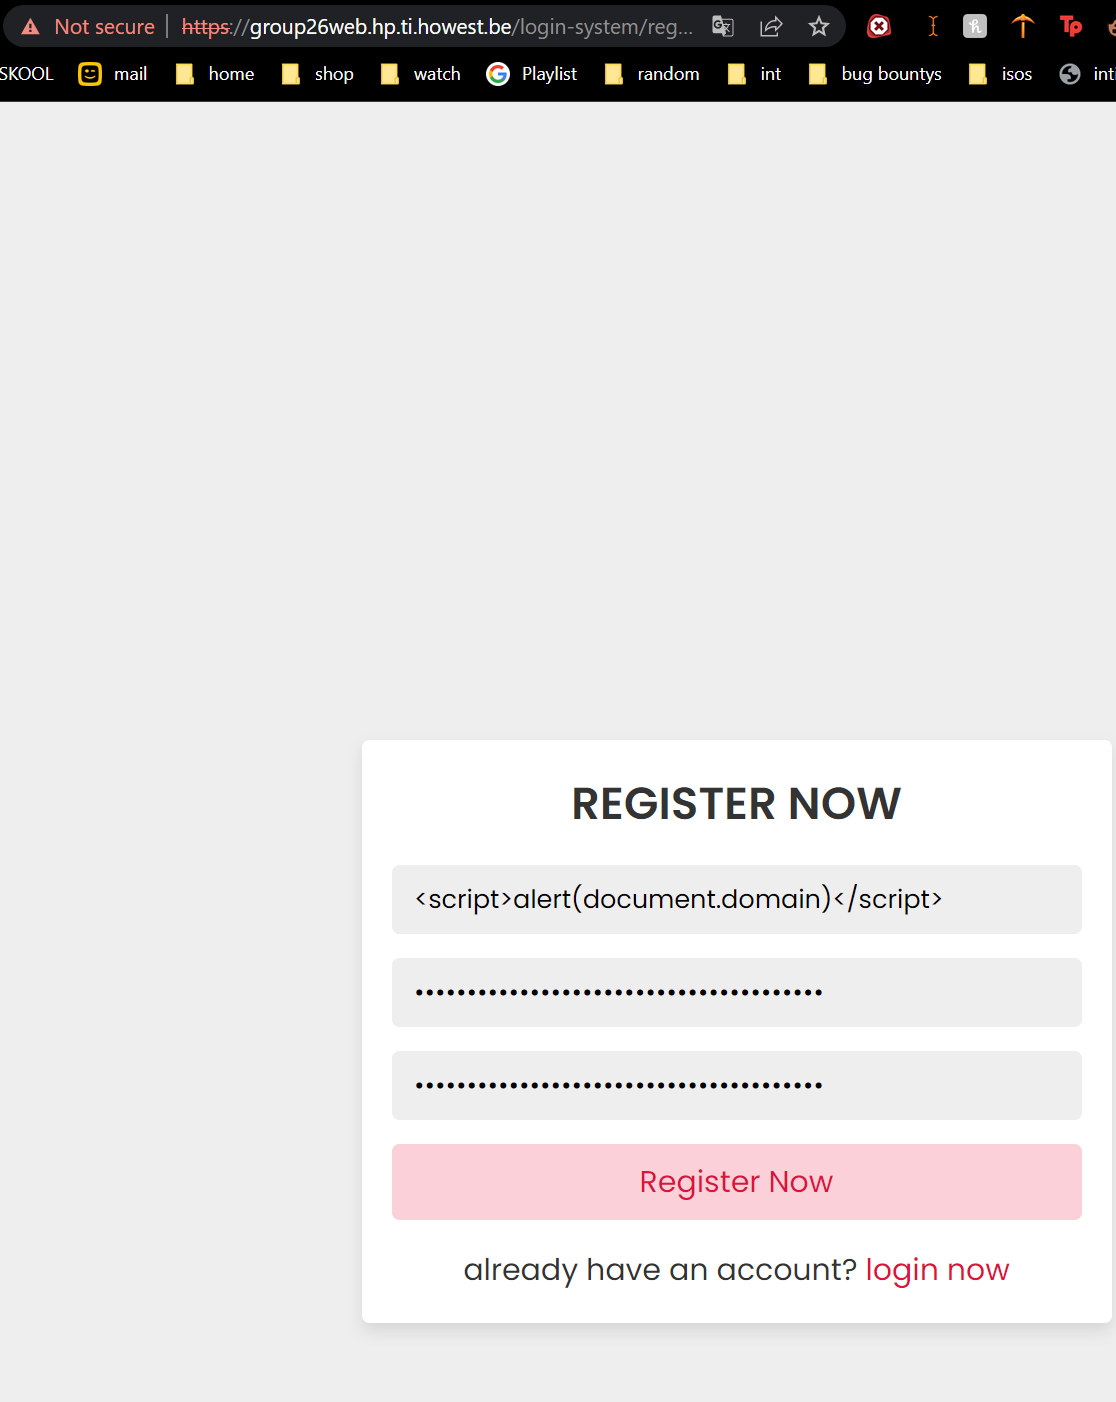 Not secure | https://group26web.hp.ti.howest.be/login-system/reg...
SKOOL mail home shop watch Playlist random int bug bountys isos inti
REGISTER NOW
<script>alert(document.domain)</script>
•••••••••••••••••••••••••••••••••••••••
•••••••••••••••••••••••••••••••••••••••
Register Now
already have an account? login now